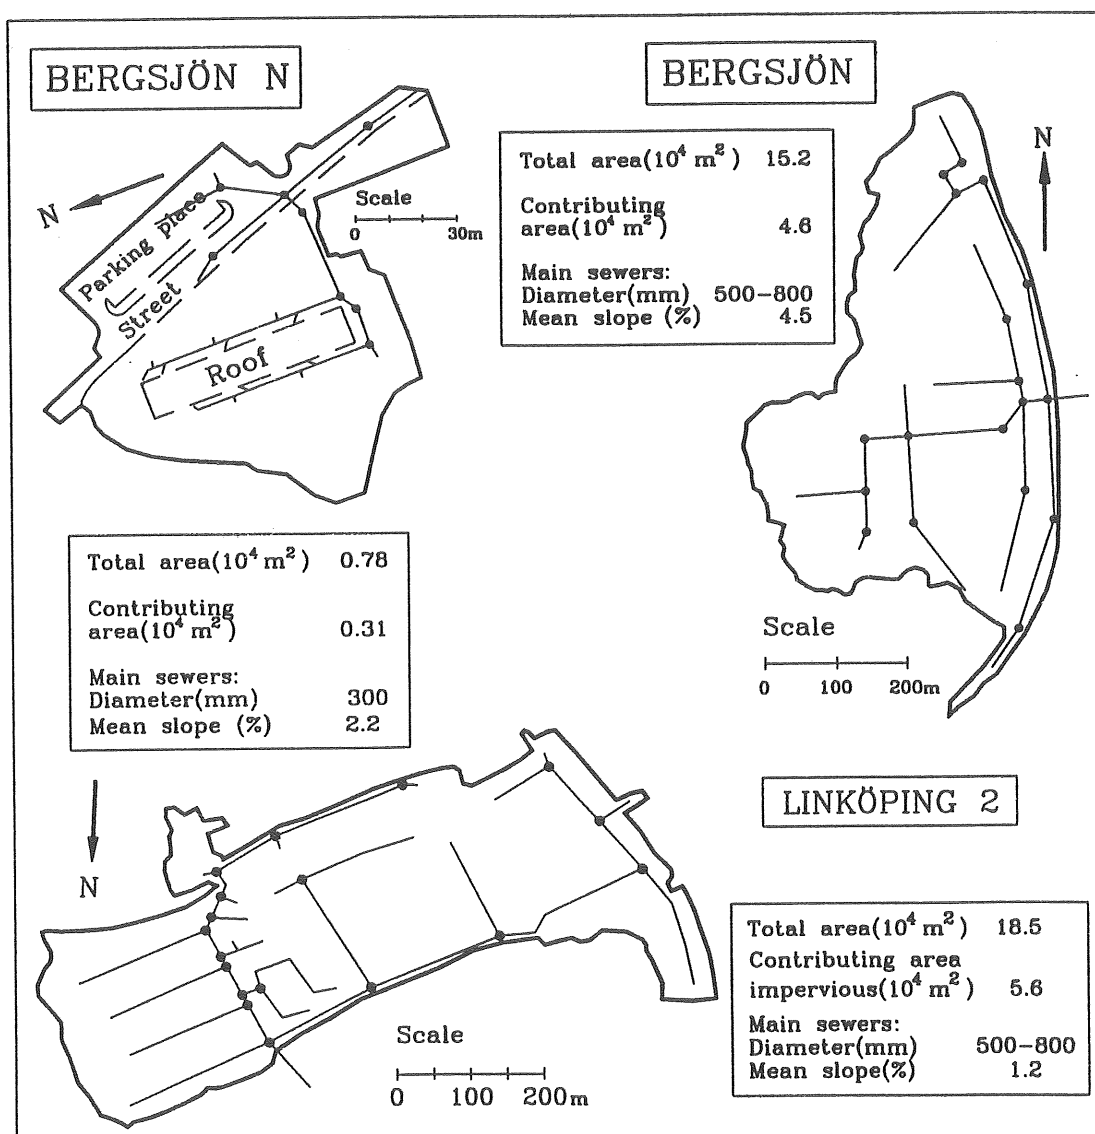 BERGSJÖN N
N
Scale
0 30m
Parking place
Street
Roof
Total area(10⁴ m²) 0.78
Contributing
area(10⁴ m²) 0.31
Main sewers:
Diameter(mm) 300
Mean slope (%) 2.2
BERGSJÖN
N
Total area(10⁴ m²) 15.2
Contributing
area(10⁴ m²) 4.6
Main sewers:
Diameter(mm) 500-800
Mean slope (%) 4.5
Scale
0 100 200m
LINKÖPING 2
N
Scale
0 100 200m
Total area(10⁴ m²) 18.5
Contributing area
impervious(10⁴ m²) 5.6
Main sewers:
Diameter(mm) 500-800
Mean slope(%) 1.2